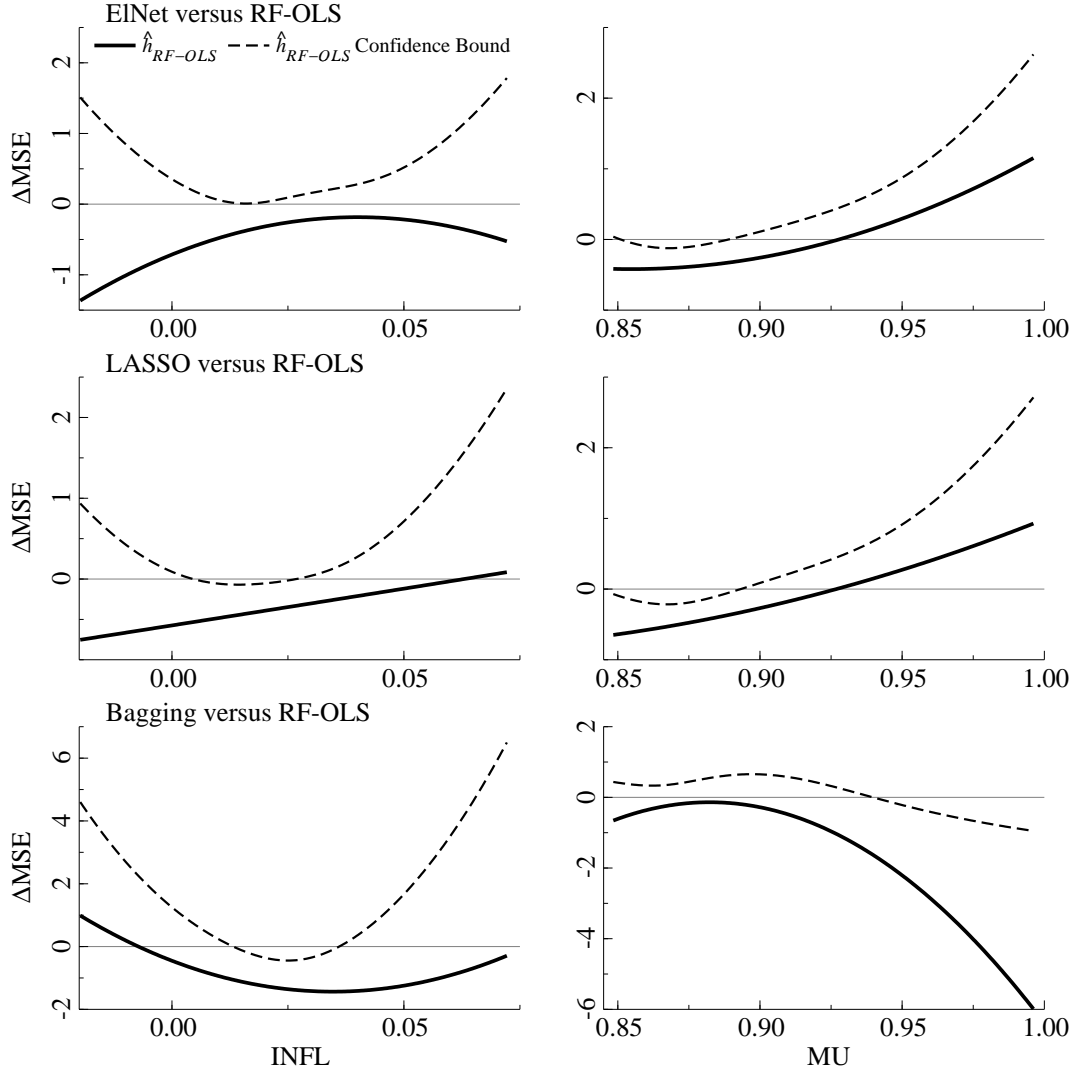 ElNet versus RF-OLS
ĥRF−OLS ĥRF−OLS Confidence Bound
2
1
0
-1
ΔMSE
0.00 0.05
2
0
0.85 0.90 0.95 1.00
LASSO versus RF-OLS
2
1
0
ΔMSE
0.00 0.05
2
0
0.85 0.90 0.95 1.00
Bagging versus RF-OLS
6
4
2
0
-2
ΔMSE
0.00 0.05
INFL
2
0
-2
-4
-6
0.85 0.90 0.95 1.00
MU